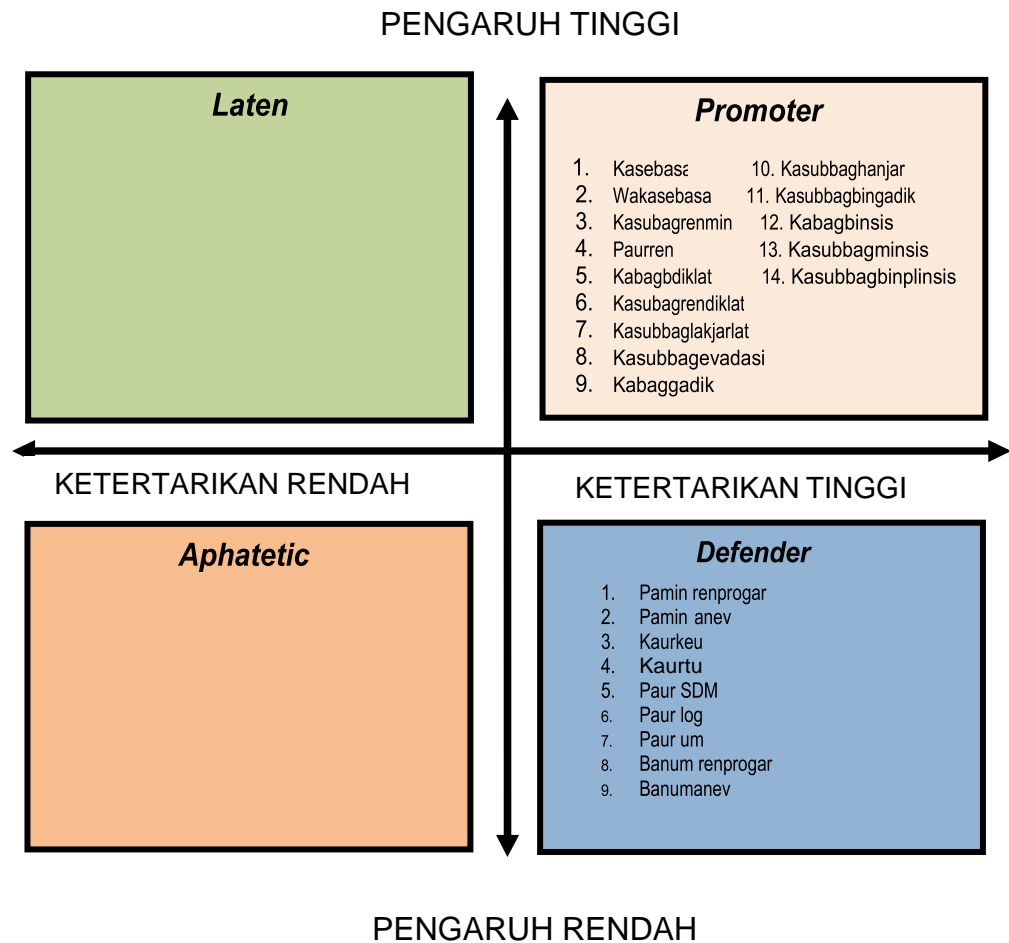 PENGARUH TINGGI
Laten
Promoter
1. Kasebasa 10. Kasubbaghanjar
2. Wakasebasa 11. Kasubbagbingadik
3. Kasubagrenmin 12. Kabagbinsis
4. Paurren 13. Kasubbagminsis
5. Kabagbdiklat 14. Kasubbagbinplinsis
6. Kasubagrendiklat
7. Kasubbaglakjarlat
8. Kasubbagevadasi
9. Kabaggadik
KETERTARIKAN RENDAH
KETERTARIKAN TINGGI
Aphatetic
Defender
1. Pamin renprogar
2. Pamin anev
3. Kaurkeu
4. Kaurtu
5. Paur SDM
6. Paur log
7. Paur um
8. Banum renprogar
9. Banumanev
PENGARUH RENDAH